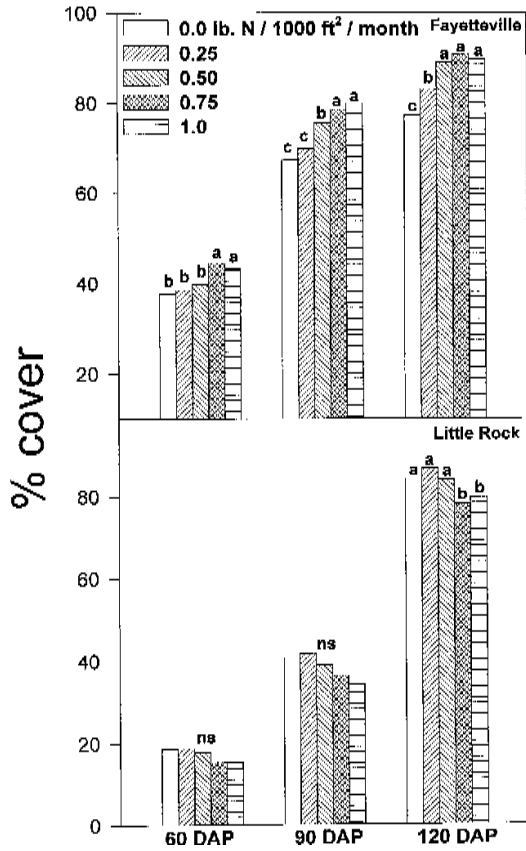 100
80
60
40
20
% cover
80
60
40
20
0
Fayetteville
0.0 lb. N / 1000 ft² / month
0.25
0.50
0.75
1.0
b b b a a
c c b a a
c b a a a
Little Rock
ns
ns
a a a b b
60 DAP 90 DAP 120 DAP